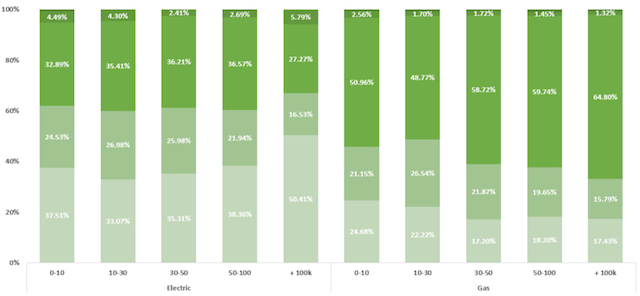 100%
4.49% 4.30% 2.41% 2.69% 5.79% 2.56% 1.70% 1.72% 1.45% 1.32%
80%
32.89% 35.41% 36.21% 36.57% 27.27% 50.96% 48.77% 58.72% 59.74% 64.80%
60%
24.53% 26.98% 25.98% 21.94% 16.53% 21.15% 26.54% 21.87% 19.65% 15.79%
40%
37.51% 33.07% 35.31% 38.36% 50.41% 24.68% 22.22% 17.20% 18.20% 17.43%
20%
0%
0-10 10-30 30-50 50-100 + 100k 0-10 10-30 30-50 50-100 + 100k
Electric Gas